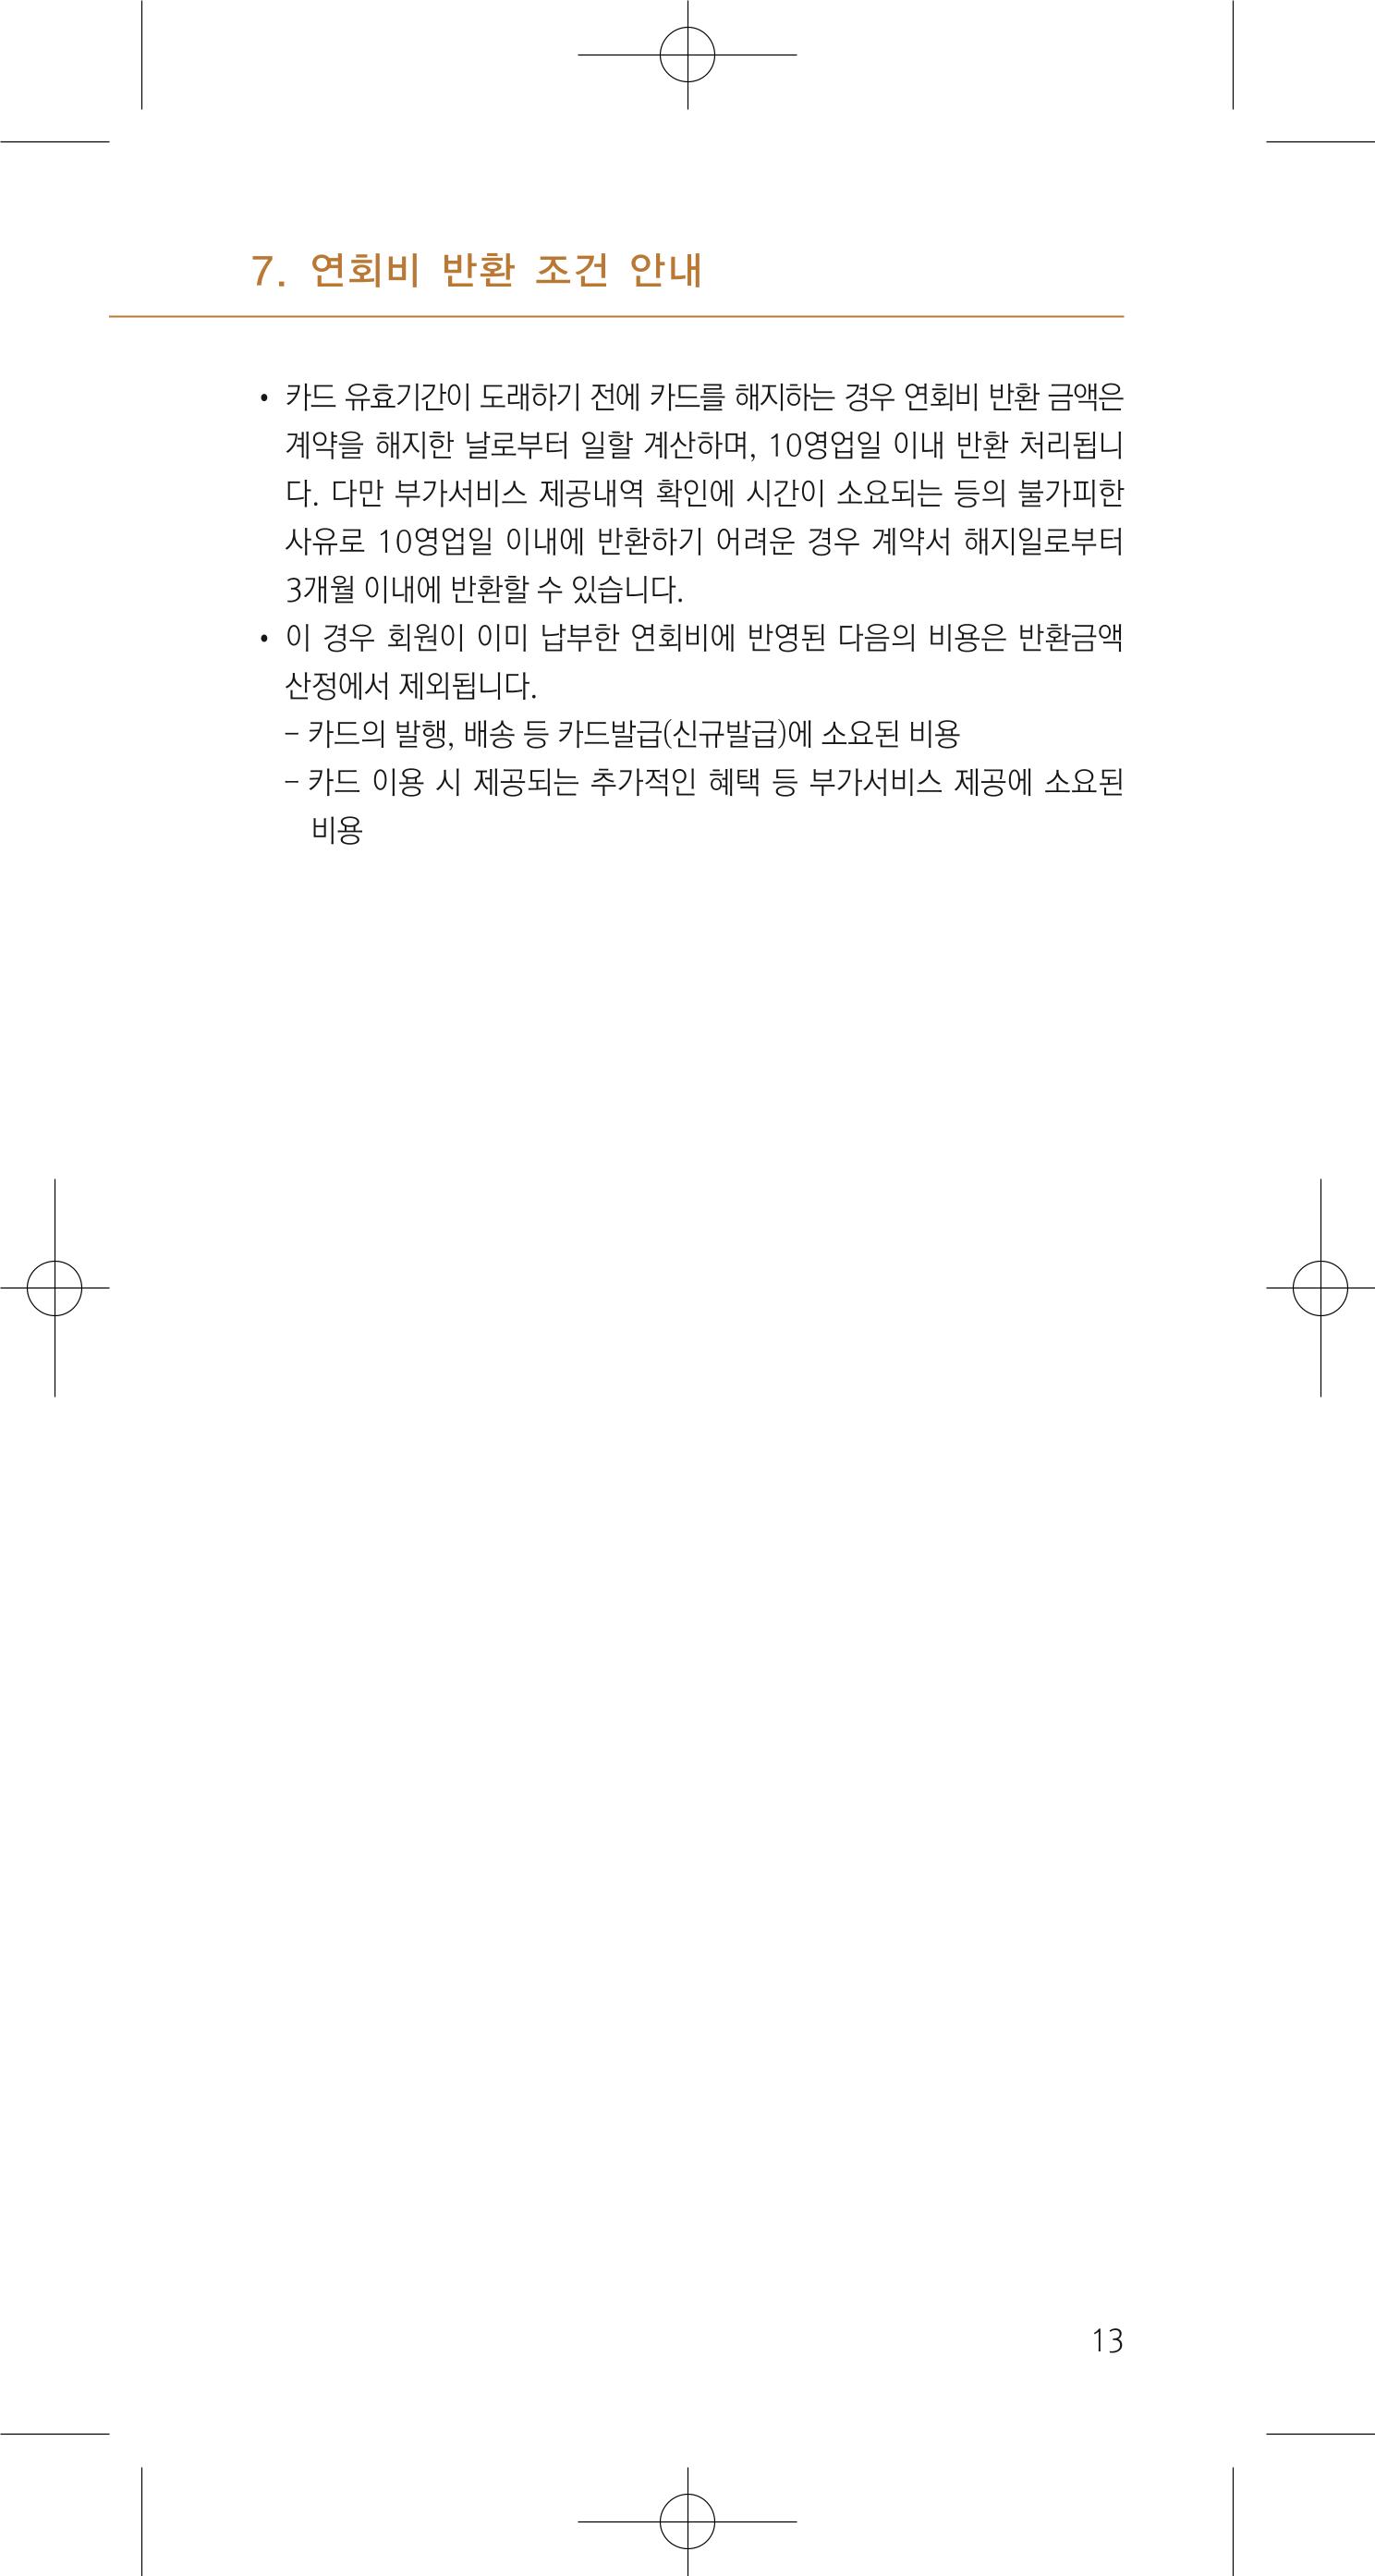 7. 연회비 반환 조건 안내
• 카드 유효기간이 도래하기 전에 카드를 해지하는 경우 연회비 반환 금액은
계약을 해지한 날로부터 일할 계산하며, 10영업일 이내 반환 처리됩니
다. 다만 부가서비스 제공내역 확인에 시간이 소요되는 등의 불가피한
사유로 10영업일 이내에 반환하기 어려운 경우 계약서 해지일로부터
3개월 이내에 반환할 수 있습니다.
• 이 경우 회원이 이미 납부한 연회비에 반영된 다음의 비용은 반환금액
산정에서 제외됩니다.
– 카드의 발행, 배송 등 카드발급(신규발급)에 소요된 비용
– 카드 이용 시 제공되는 추가적인 혜택 등 부가서비스 제공에 소요된
비용
13